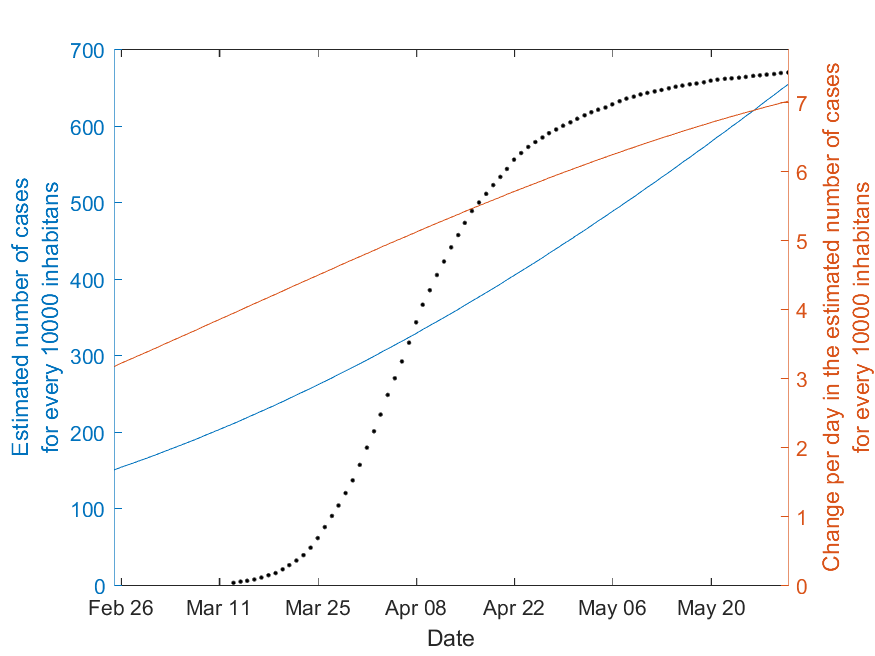 700
600
500
400
300
200
100
0
Estimated number of cases
for every 10000 inhabitans
7
6
5
4
3
2
1
0
Change per day in the estimated number of cases
for every 10000 inhabitans
Feb 26 Mar 11 Mar 25 Apr 08 Apr 22 May 06 May 20
Date